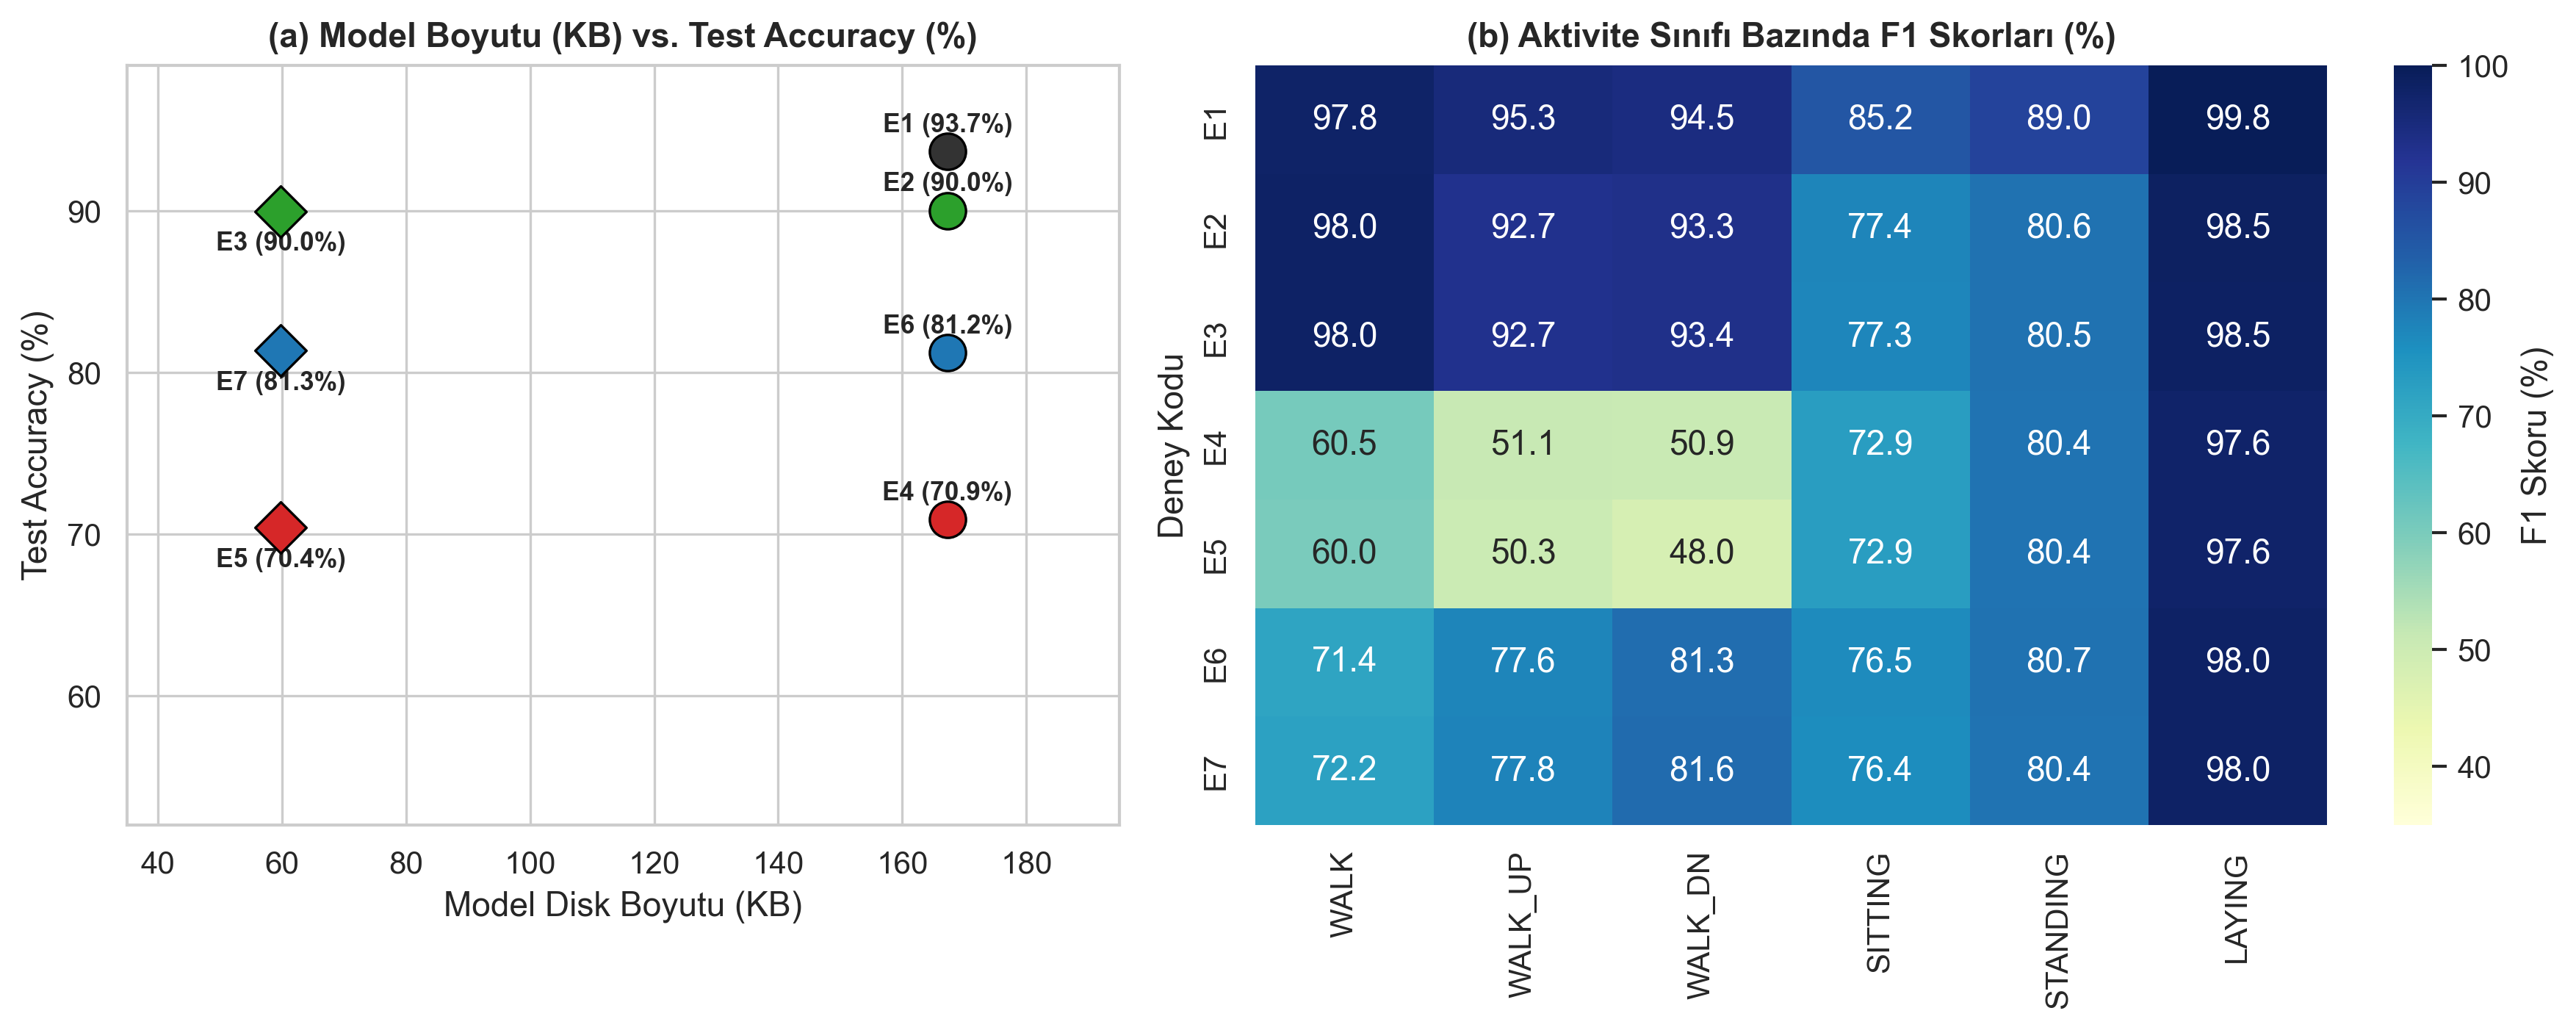 (a) Model Boyutu (KB) vs. Test Accuracy (%)
Test Accuracy (%)
90
80
70
60
E1 (93.7%)
E2 (90.0%)
E3 (90.0%)
E6 (81.2%)
E7 (81.3%)
E4 (70.9%)
E5 (70.4%)
40 60 80 100 120 140 160 180
Model Disk Boyutu (KB)
(b) Aktivite Sınıfı Bazında F1 Skorları (%)
Deney Kodu
E1 97.8 95.3 94.5 85.2 89.0 99.8
E2 98.0 92.7 93.3 77.4 80.6 98.5
E3 98.0 92.7 93.4 77.3 80.5 98.5
E4 60.5 51.1 50.9 72.9 80.4 97.6
E5 60.0 50.3 48.0 72.9 80.4 97.6
E6 71.4 77.6 81.3 76.5 80.7 98.0
E7 72.2 77.8 81.6 76.4 80.4 98.0
WALK WALK_UP WALK_DN SITTING STANDING LAYING
100
90
80
70
60
50
40
F1 Skoru (%)